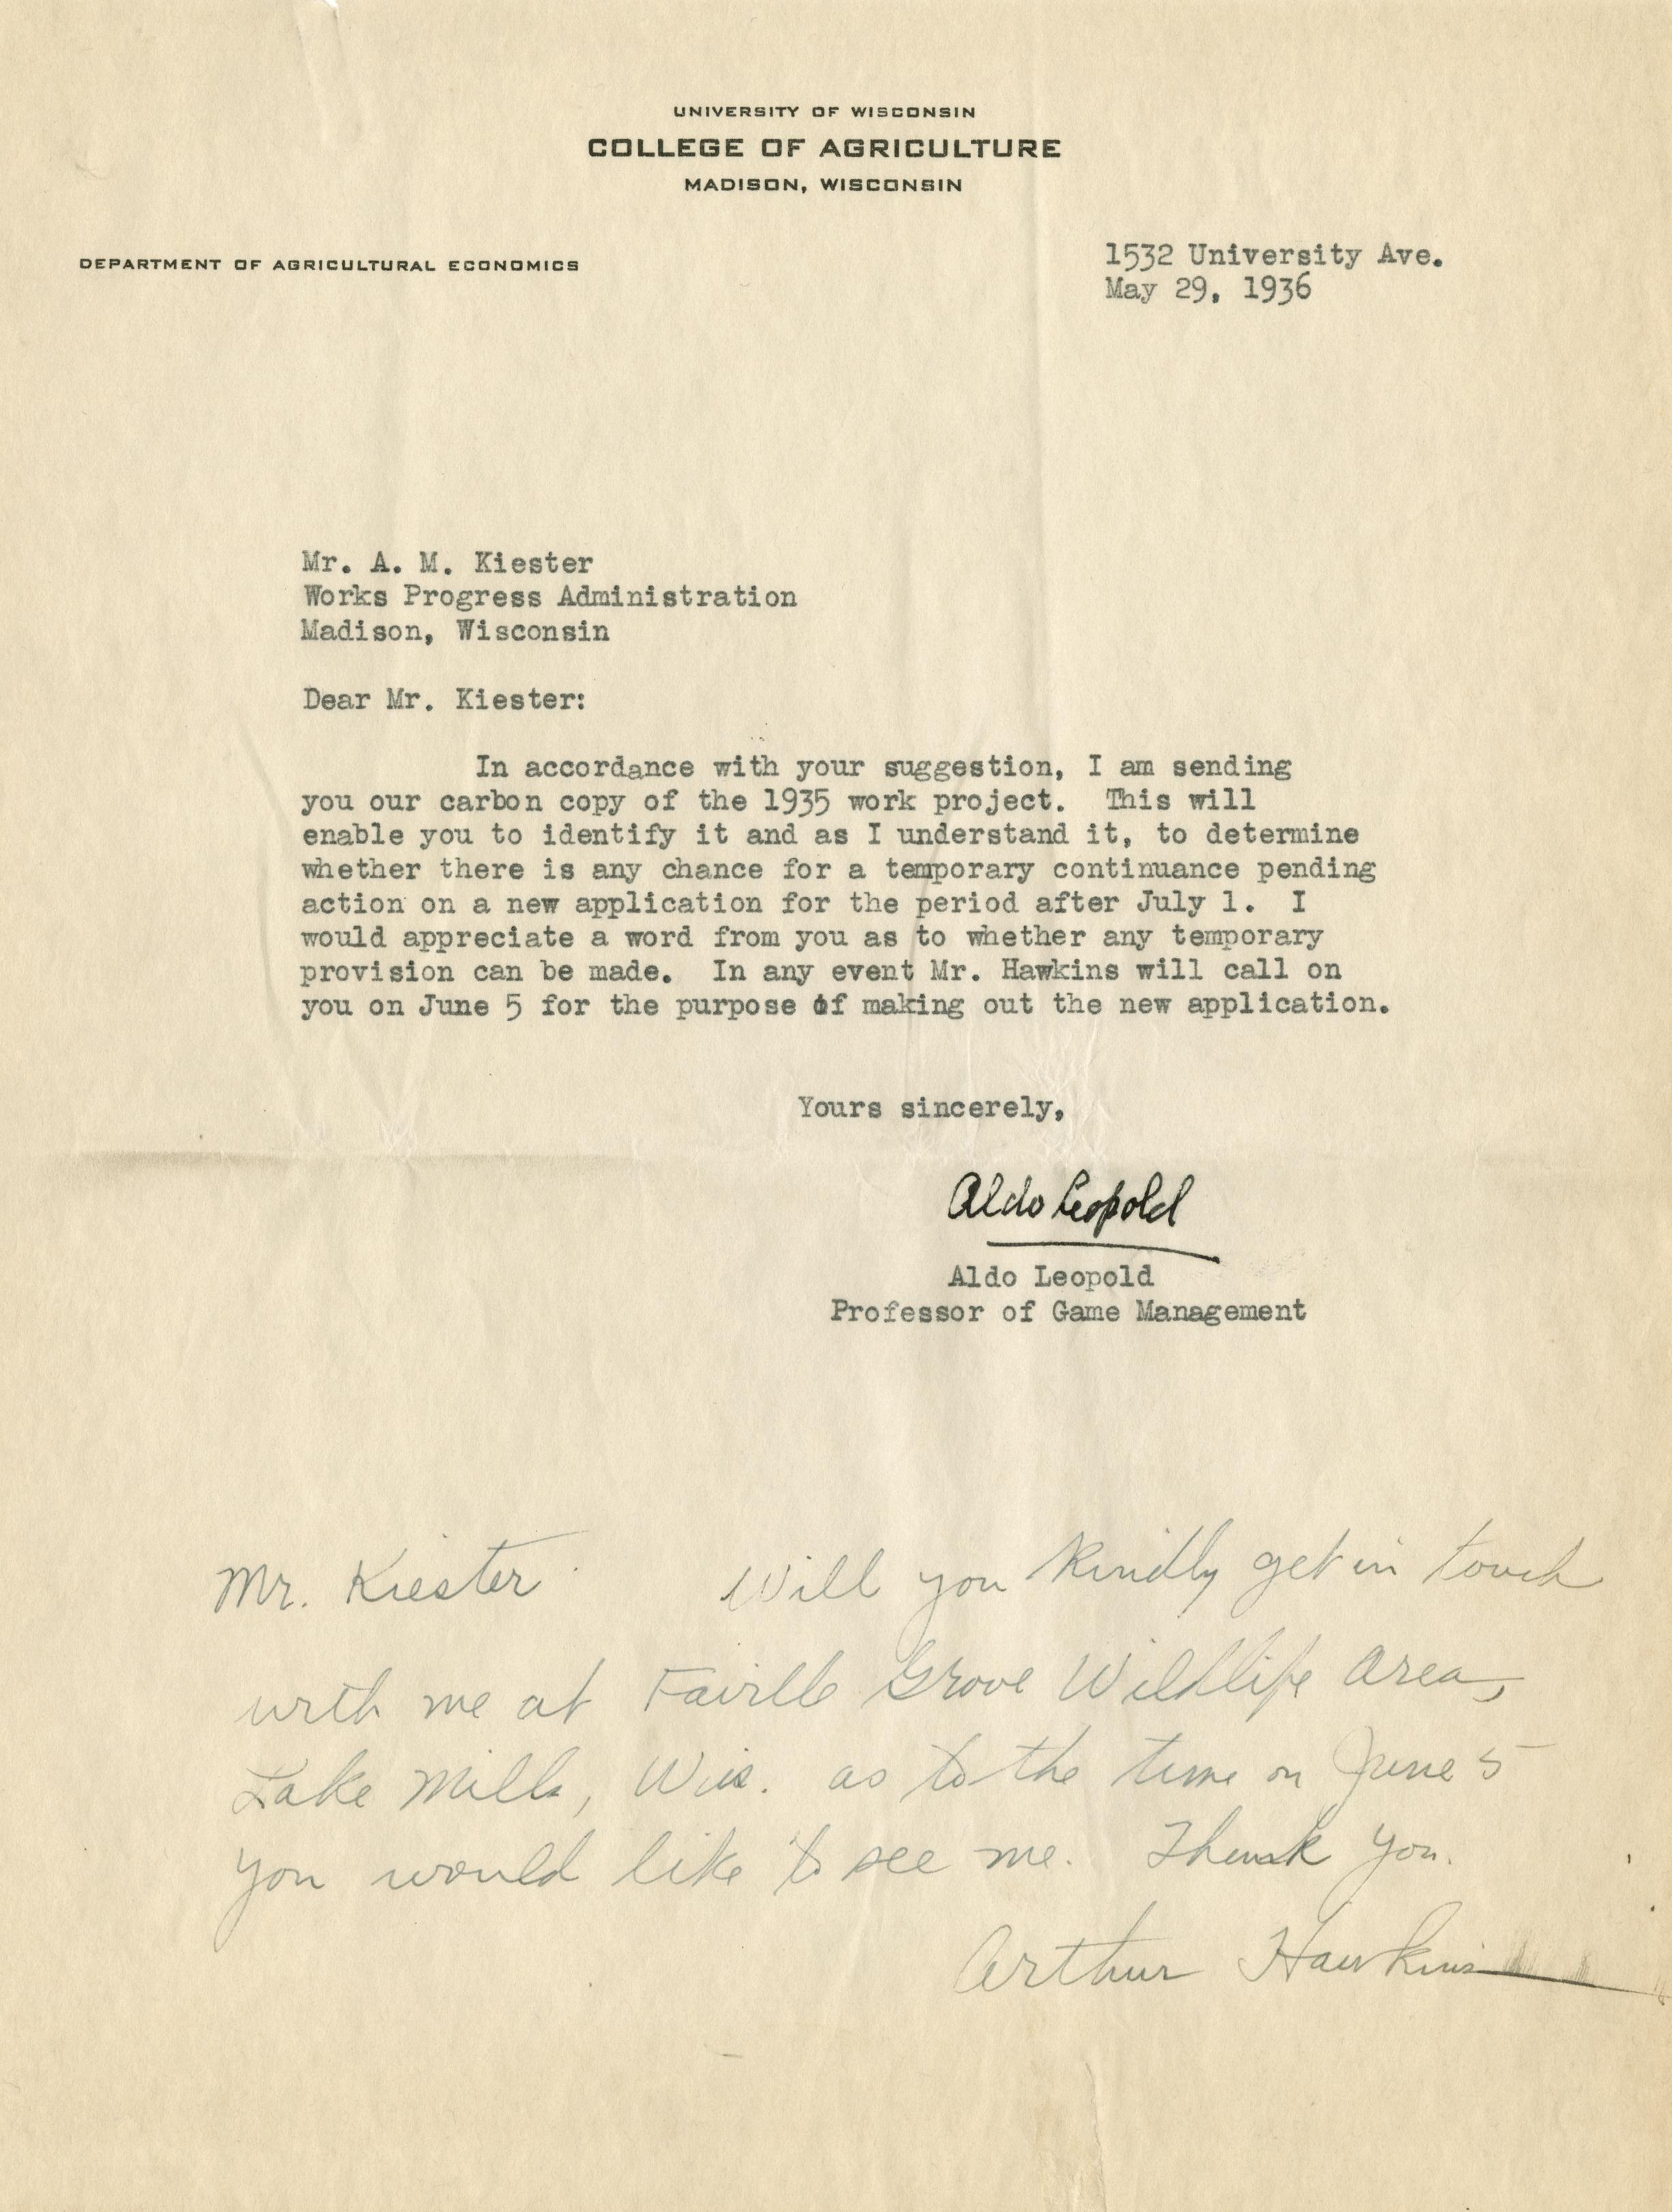 UNIVERSITY OF WISCONSIN
COLLEGE OF AGRICULTURE
MADISON, WISCONSIN
DEPARTMENT OF AGRICULTURAL ECONOMICS
1532 University Ave.
May 29, 1936
Mr. A. M. Kiester
Works Progress Administration
Madison, Wisconsin
Dear Mr. Kiester:
In accordance with your suggestion, I am sending
you our carbon copy of the 1935 work project. This will
enable you to identify it and as I understand it, to determine
whether there is any chance for a temporary continuance pending
action on a new application for the period after July 1. I
would appreciate a word from you as to whether any temporary
provision can be made. In any event Mr. Hawkins will call on
you on June 5 for the purpose of making out the new application.
Yours sincerely,
Aldo Leopold
Aldo Leopold
Professor of Game Management
Mr. Kiester Will you kindly get in touch
with me at Grove Wildlife Area,
Lake Mills, Wis. as to the time on June 5
you would like to see me. Thank you.
Arthur Hawkins